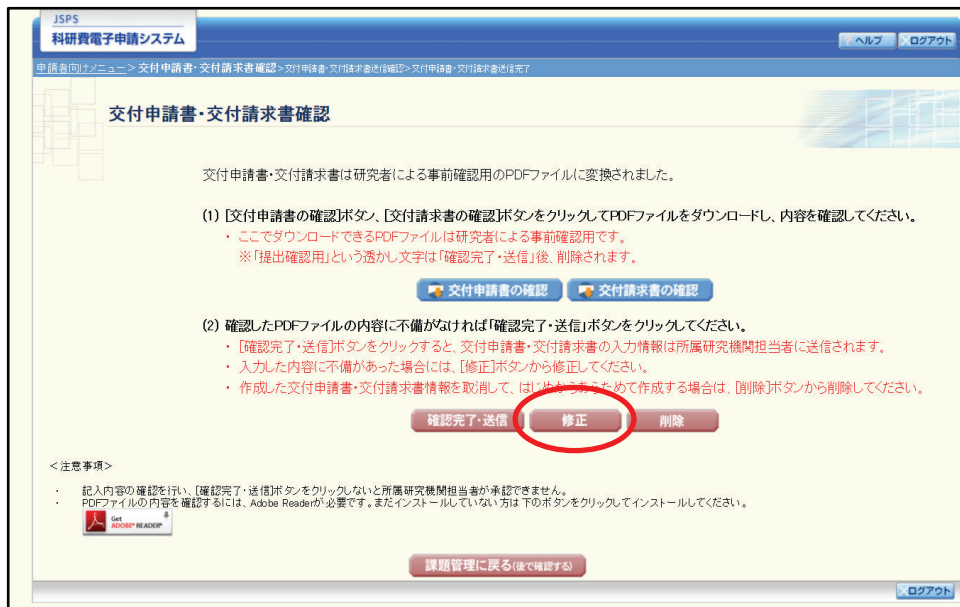 JSPS
科研費電子申請システム
ヘルプ
ログアウト
申請者向けメニュー>交付申請書・交付請求書確認>交付申請書・交付請求書送信確認>交付申請書・交付請求書送信完了
交付申請書・交付請求書確認
交付申請書・交付請求書は研究者による事前確認用のPDFファイルに変換されました。
(1) [交付申請書の確認]ボタン、[交付請求書の確認]ボタンをクリックしてPDFファイルをダウンロードし、内容を確認してください。
・ ここでダウンロードできるPDFファイルは研究者による事前確認用です。
※「提出確認用」という透かし文字は「確認完了・送信」後、削除されます。
交付申請書の確認
交付請求書の確認
(2) 確認したPDFファイルの内容に不備がなければ「確認完了・送信」ボタンをクリックしてください。
・ [確認完了・送信]ボタンをクリックすると、交付申請書・交付請求書の入力情報は所属研究機関担当者に送信されます。
・ 入力した内容に不備があった場合には、[修正]ボタンから修正してください。
・ 作成した交付申請書・交付請求書情報を取消して、はじめからあらためて作成する場合は、[削除]ボタンから削除してください。
確認完了・送信
修正
削除
<注意事項>
・ 記入内容の確認を行い、[確認完了・送信]ボタンをクリックしないと所属研究機関担当者が承認できません。
・ PDFファイルの内容を確認するには、Adobe Readerが必要です。まだインストールしていない方は下のボタンをクリックしてインストールしてください。
Get
ADOBE® READER®
課題管理に戻る(後で確認する)
ログアウト